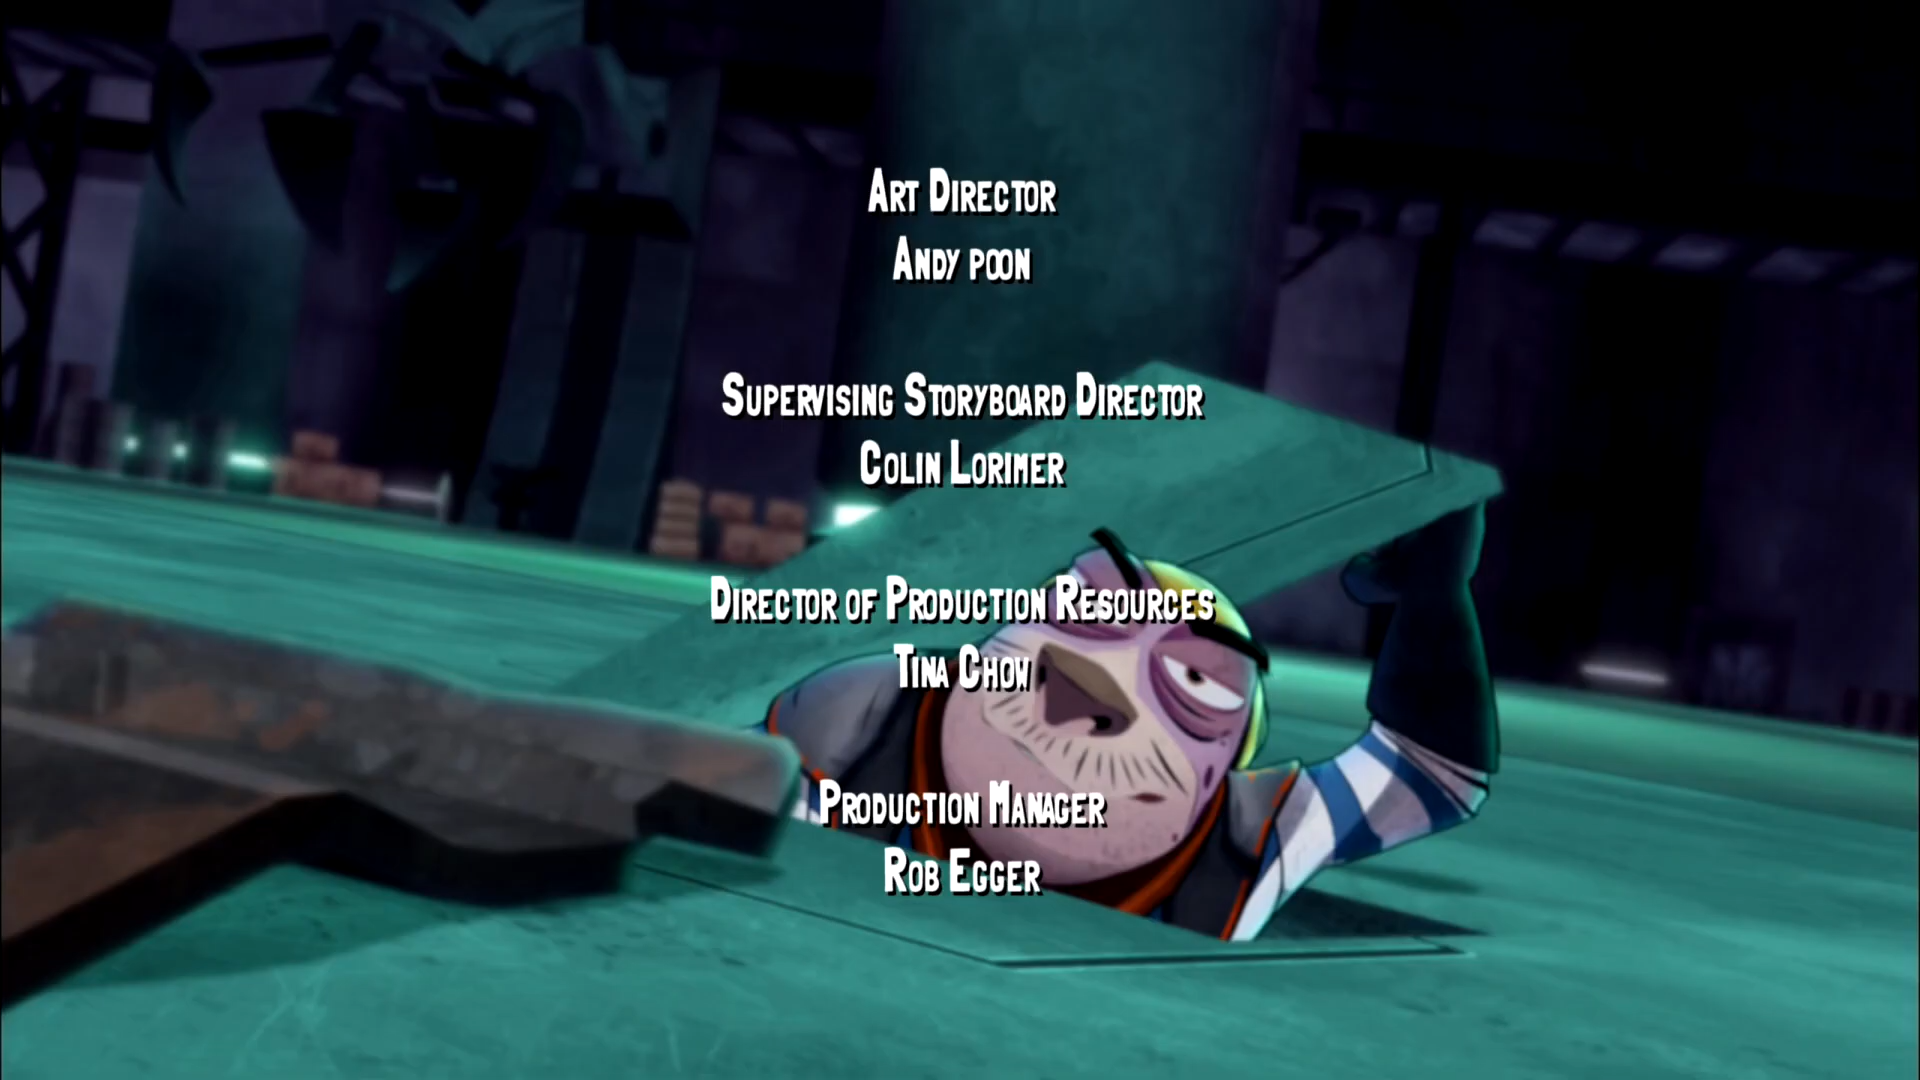 Art Director
Andy poon
Supervising Storyboard Director
Colin Lorimer
Director of Production Resources
Tina Chow
Production Manager
Rob Egger